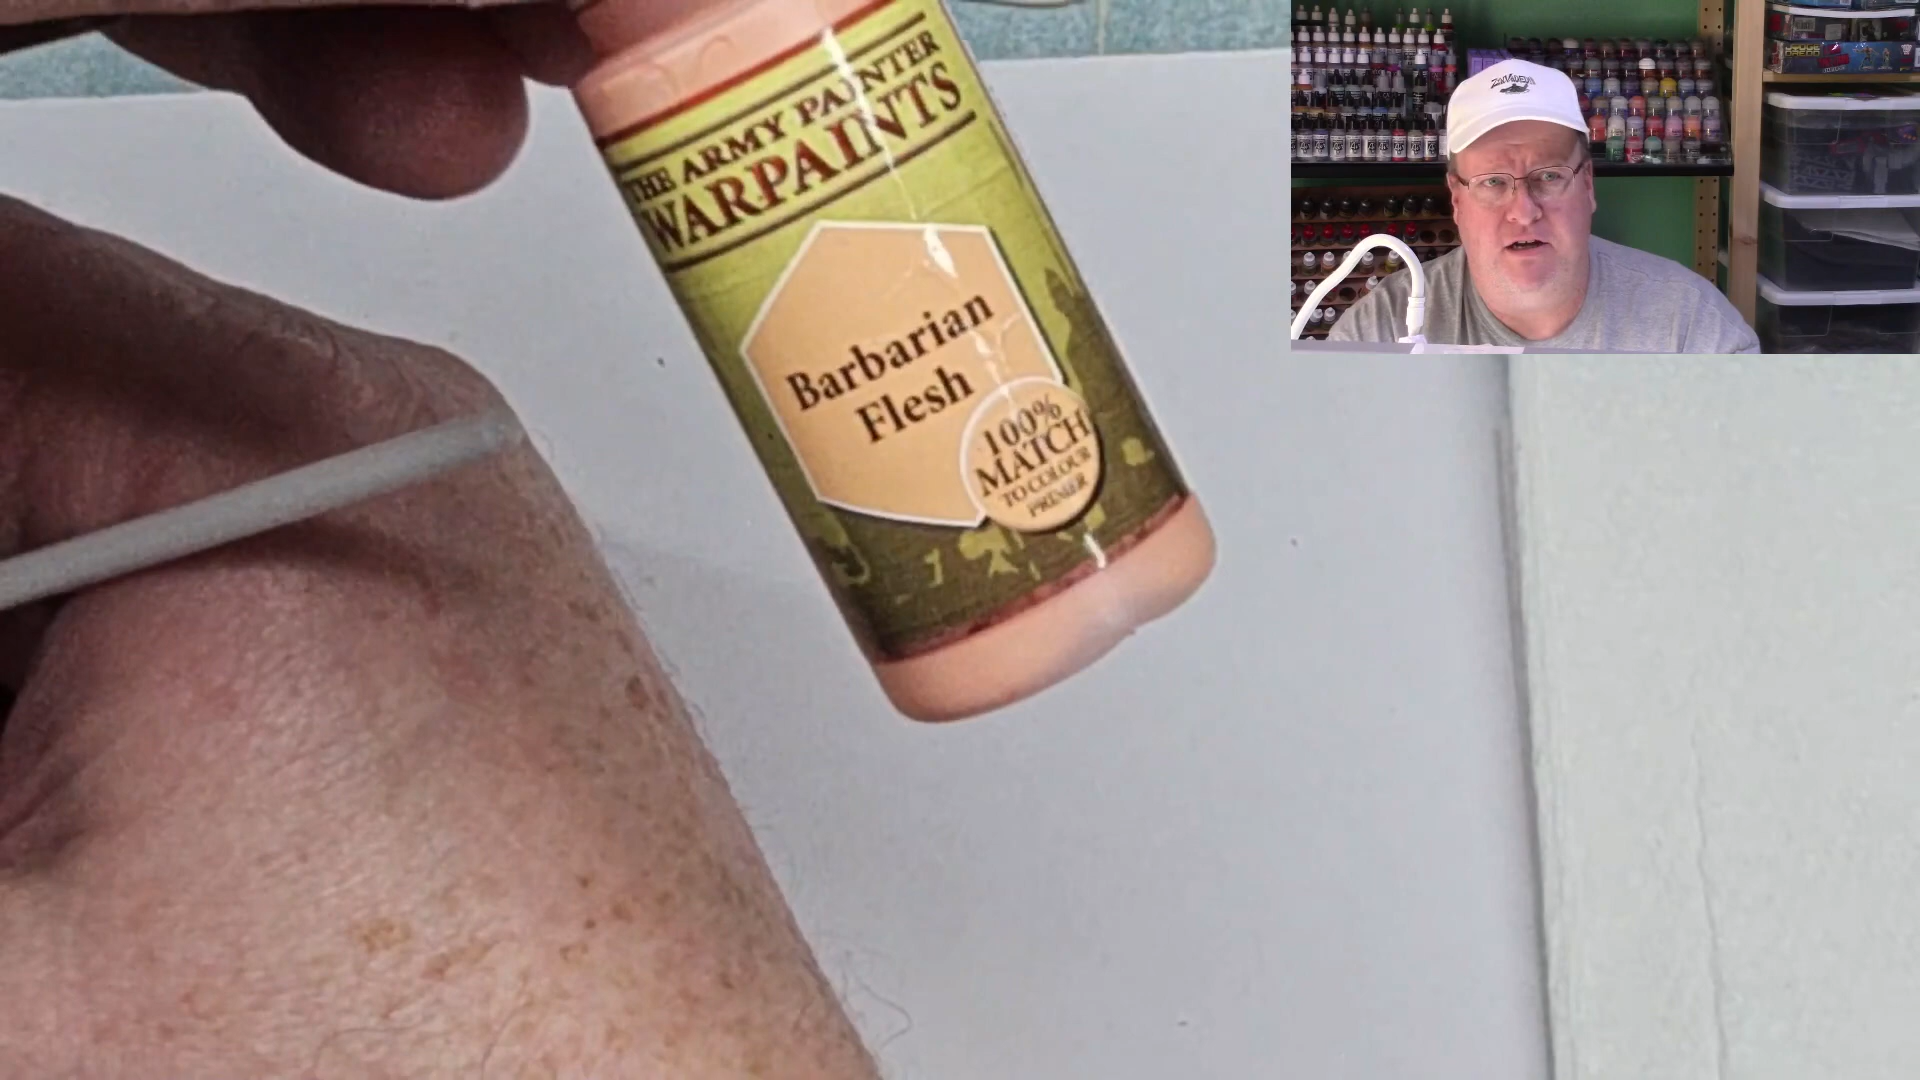 THE ARMY PAINTER
WARPAINTS
Barbarian
Flesh
100%
MATCH
TO COLOUR
PRIMER